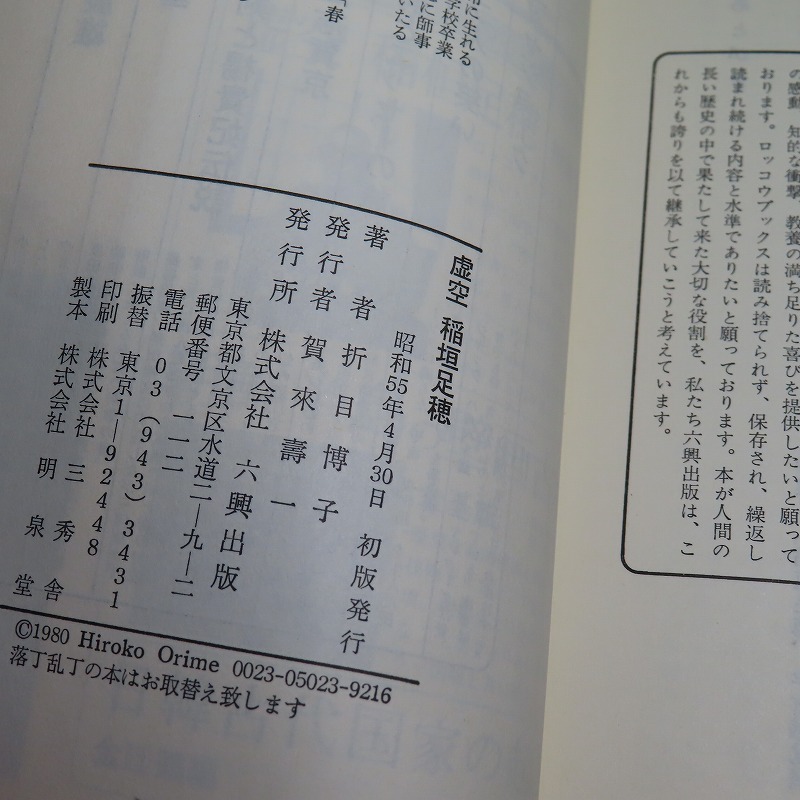 の感動　知的な衝撃　教養の満ち足りた喜びを提供したいと願って
おります。ロッコウブックスは読み捨てられず、保存され、繰返し
読まれ続ける内容と水準でありたいと願っております。本が人間の
長い歴史の中で果たして来た大切な役割を、私たち六興出版は、こ
れからも誇りを以て継承していこうと考えています。
に生れる
学校卒業
に師事
いたる
「春
虚空 稲垣足穂
昭和55年4月30日　初版発行
著者　折目博子
発行者　賀來壽一
発行所　株式会社　六興出版
東京都文京区水道二―九―二
郵便番号　一一二
電話　03（943）3431
振替　東京1―92448
印刷　株式会社　三秀舎
製本　株式会社　明泉堂
©1980 Hiroko Orime 0023-05023-9216
落丁乱丁の本はお取替え致します